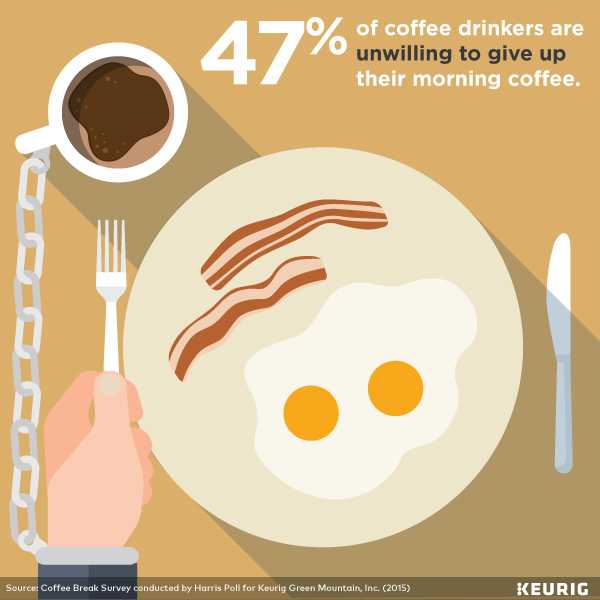 47% of coffee drinkers are
unwilling to give up
their morning coffee.
Source: Coffee Break Survey conducted by Harris Poll for Keurig Green Mountain, Inc. (2015)
KEURIG